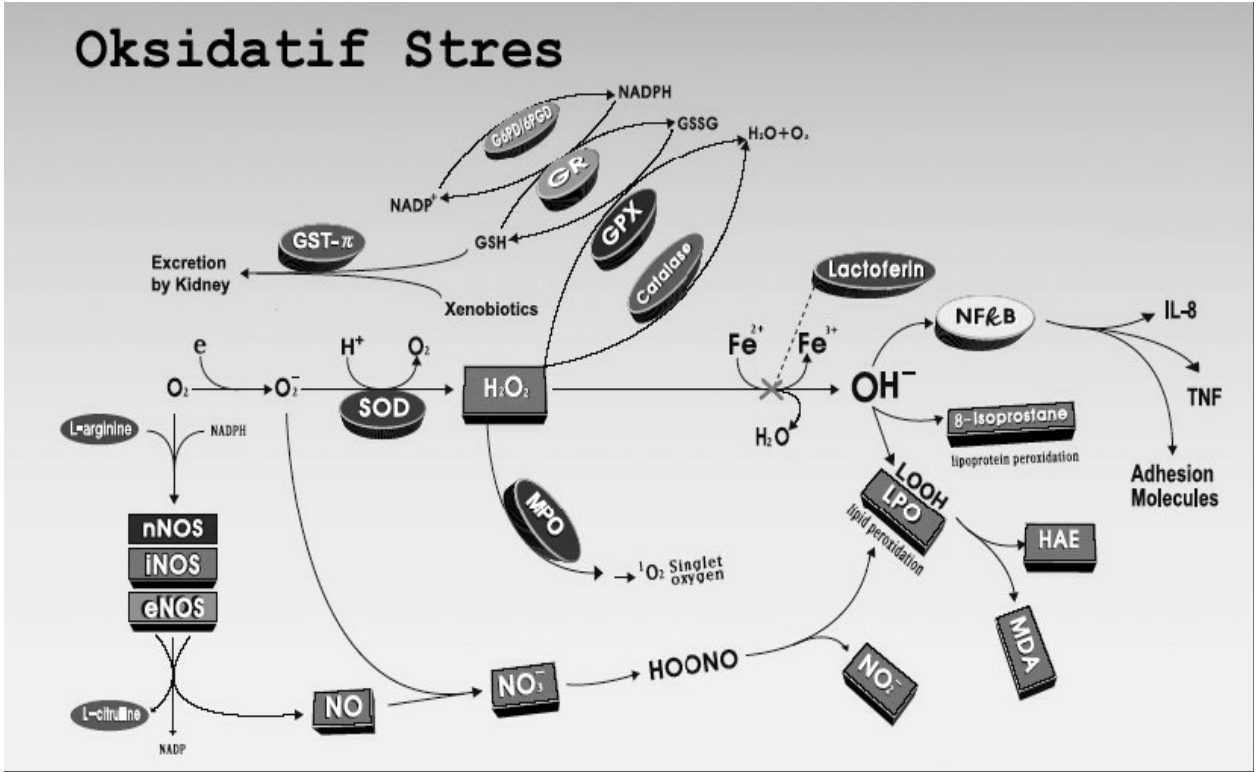 Oksidatif Stres
NADPH
G6PD/6PGD
GSSG
H₂O+O₂
GR
NADP⁺
GPX
GST-π
GSH
Catalase
Excretion
by Kidney
Lactoferin
Xenobiotics
NFkB
IL-8
e
H⁺
O₂
Fe²⁺
Fe³⁺
O₂
O₂⁻
SOD
H₂O₂
OH⁻
TNF
L-arginine
NADPH
H₂O
8-Isoprostane
lipoprotein peroxidation
Adhesion
Molecules
LOOH
LPO
lipid peroxidation
MPO
nNOS
iNOS
eNOS
HAE
¹O₂ Singlet
oxygen
MDA
HOONO
NO₃⁻
NO₂⁻
NO
NADP